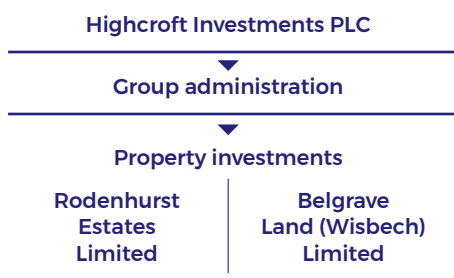 Highcroft Investments PLC
Group administration
Property investments
Rodenhurst
Estates
Limited
Belgrave
Land (Wisbech)
Limited